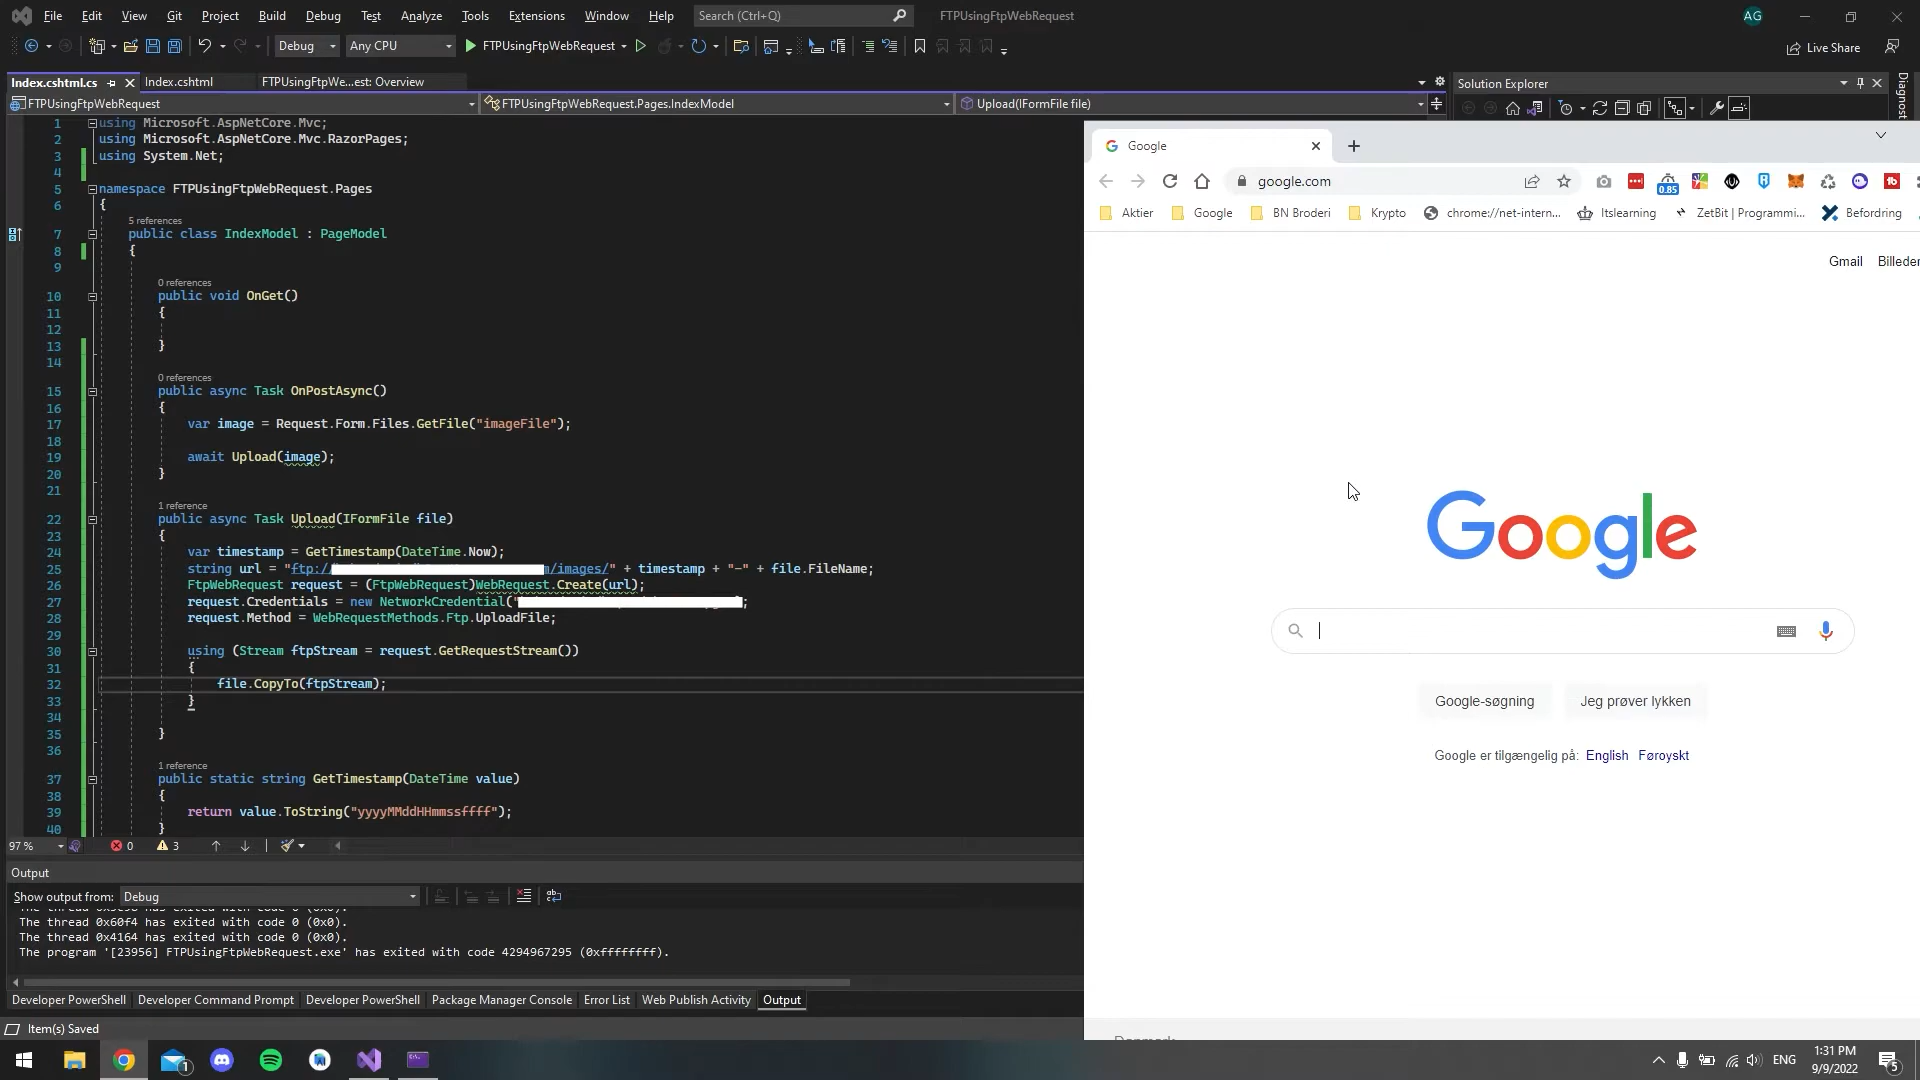 File Edit View Git Project Build Debug Test Analyze Tools Extensions Window Help Search (Ctrl+Q) FTPUsingFtpWebRequest AG
Debug Any CPU FTPUsingFtpWebRequest Live Share
Index.cshtml.cs Index.cshtml FTPUsingFtpWe...est: Overview
FTPUsingFtpWebRequest FTPUsingFtpWebRequest.Pages.IndexModel Upload(IFormFile file)
1 using Microsoft.AspNetCore.Mvc;
2 using Microsoft.AspNetCore.Mvc.RazorPages;
3 using System.Net;
4
5 namespace FTPUsingFtpWebRequest.Pages
6 {
5 references
7 public class IndexModel : PageModel
8 {
9
0 references
10 public void OnGet()
11 {
12
13 }
14
0 references
15 public async Task OnPostAsync()
16 {
17 var image = Request.Form.Files.GetFile("imageFile");
18
19 await Upload(image);
20 }
21
1 reference
22 public async Task Upload(IFormFile file)
23 {
24 var timestamp = GetTimestamp(DateTime.Now);
25 string url = "ftp:/ m/images/" + timestamp + "-" + file.FileName;
26 FtpWebRequest request = (FtpWebRequest)WebRequest.Create(url);
27 request.Credentials = new NetworkCredential(" ;
28 request.Method = WebRequestMethods.Ftp.UploadFile;
29
30 using (Stream ftpStream = request.GetRequestStream())
31 {
32 file.CopyTo(ftpStream);
33 }
34
35 }
36
1 reference
37 public static string GetTimestamp(DateTime value)
38 {
39 return value.ToString("yyyyMMddHHmmssffff");
40 }
97 % 0 3
Output
Show output from: Debug
The thread has exited with code 0 (0x0).
The thread 0x60f4 has exited with code 0 (0x0).
The thread 0x4164 has exited with code 0 (0x0).
The program '[23956] FTPUsingFtpWebRequest.exe' has exited with code 4294967295 (0xffffffff).
Developer PowerShell Developer Command Prompt Developer PowerShell Package Manager Console Error List Web Publish Activity Output
Item(s) Saved
Solution Explorer
Diagnost
Google
google.com
0.85
Aktier Google BN Broderi Krypto chrome://net-intern... Itslearning ZetBit | Programmi... Befordring
Gmail Billeder
Google
Google-søgning Jeg prøver lykken
Google er tilgængelig på: English Føroyskt
1
ENG 1:31 PM
9/9/2022 5